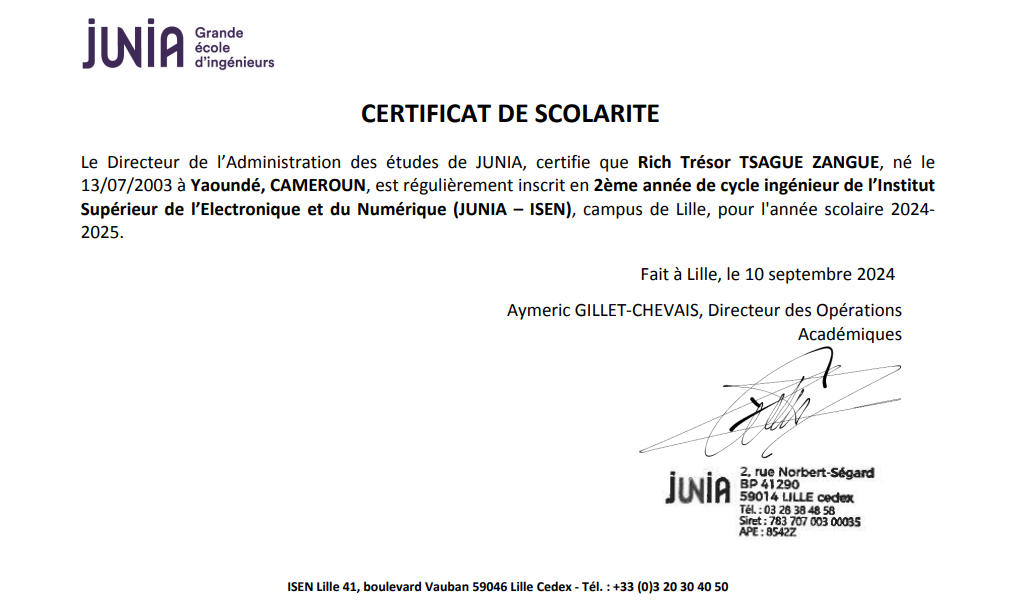 JUNIA Grande
école
d'ingénieurs
CERTIFICAT DE SCOLARITE
Le Directeur de l'Administration des études de JUNIA, certifie que Rich Trésor TSAGUE ZANGUE, né le
13/07/2003 à Yaoundé, CAMEROUN, est régulièrement inscrit en 2ème année de cycle ingénieur de l'Institut
Supérieur de l'Electronique et du Numérique (JUNIA – ISEN), campus de Lille, pour l'année scolaire 2024-
2025.
Fait à Lille, le 10 septembre 2024
Aymeric GILLET-CHEVAIS, Directeur des Opérations
Académiques
JUNIA
2, rue Norbert-Ségard
BP 41290
59014 LILLE cedex
Tél. : 03 28 38 48 58
Siret : 783 707 003 00035
APE : 8542Z
ISEN Lille 41, boulevard Vauban 59046 Lille Cedex - Tél. : +33 (0)3 20 30 40 50